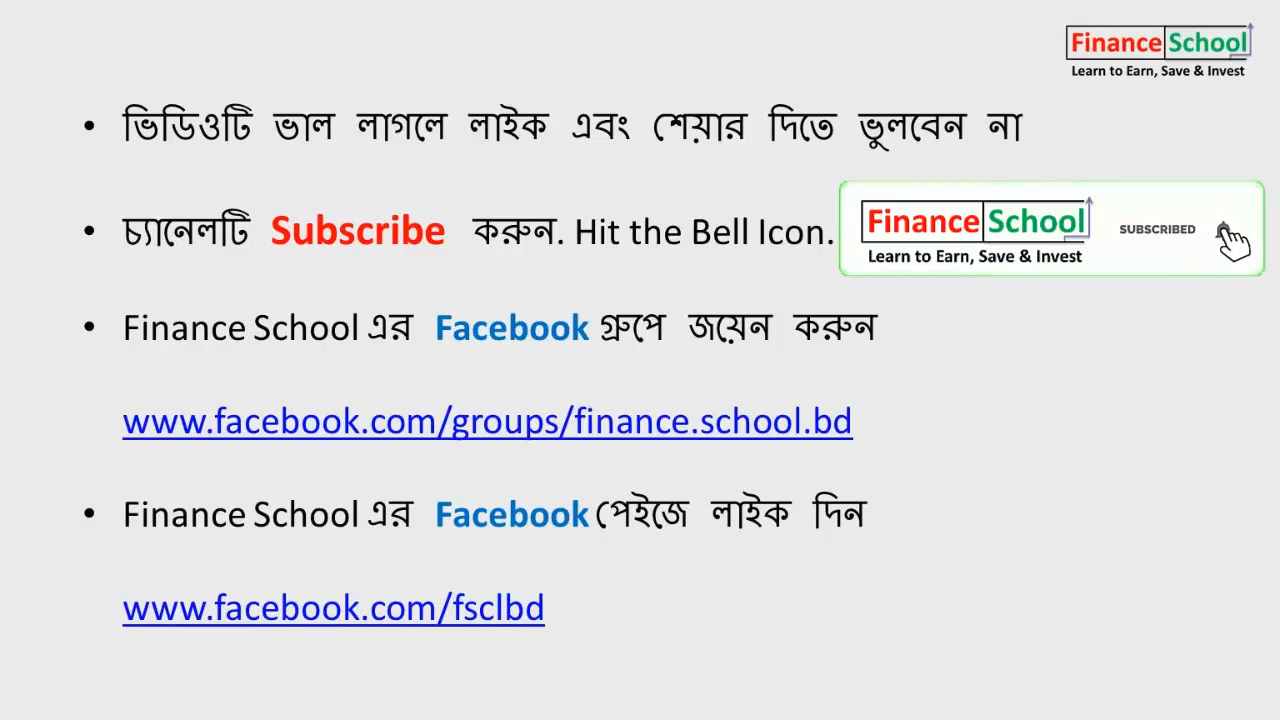 Finance School
Learn to Earn, Save & Invest
• ভিডিওটি ভাল লাগলে লাইক এবং শেয়ার দিতে ভুলবেন না
• চ্যানেলটি Subscribe করুন. Hit the Bell Icon.
Finance School
Learn to Earn, Save & Invest
SUBSCRIBED
• Finance School এর Facebook গ্রুপে জয়েন করুন
www.facebook.com/groups/finance.school.bd
• Finance School এর Facebook পেইজে লাইক দিন
www.facebook.com/fsclbd